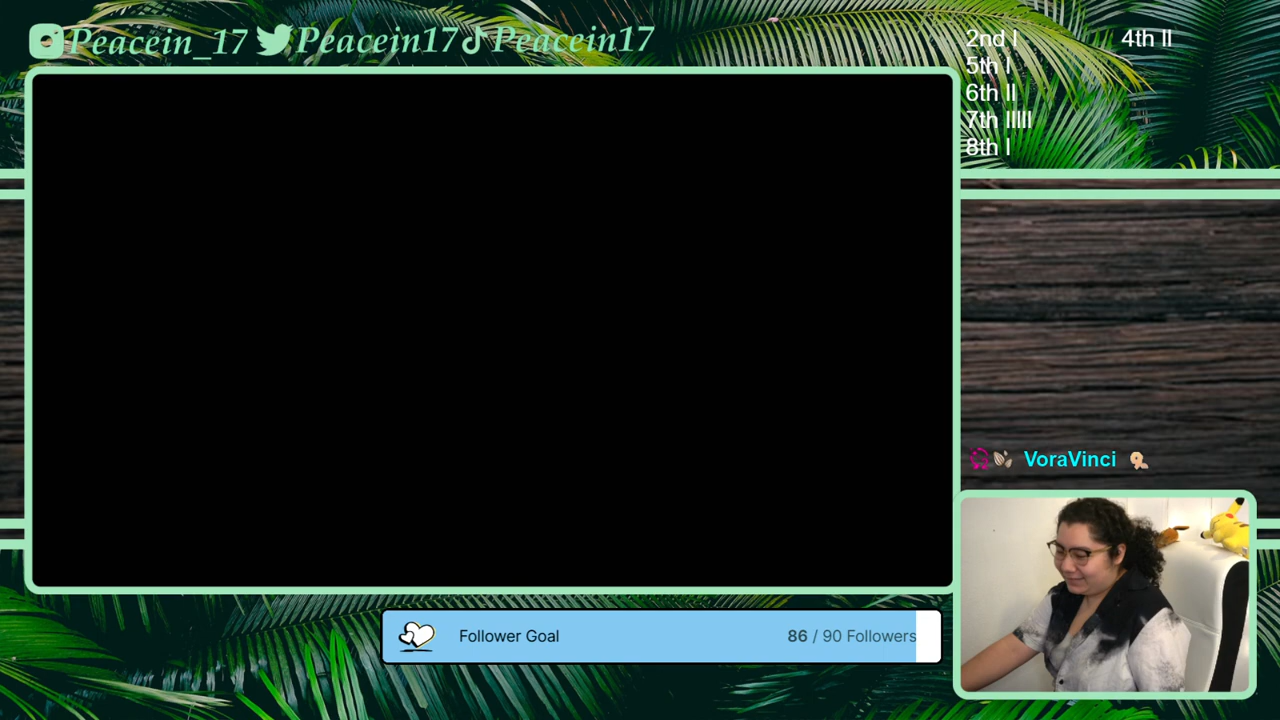 Peacein_17 Peacein17 Peacein17
2nd I 4th II
5th I
6th II
7th IIIII
8th I
VoraVinci
Follower Goal 86 / 90 Followers